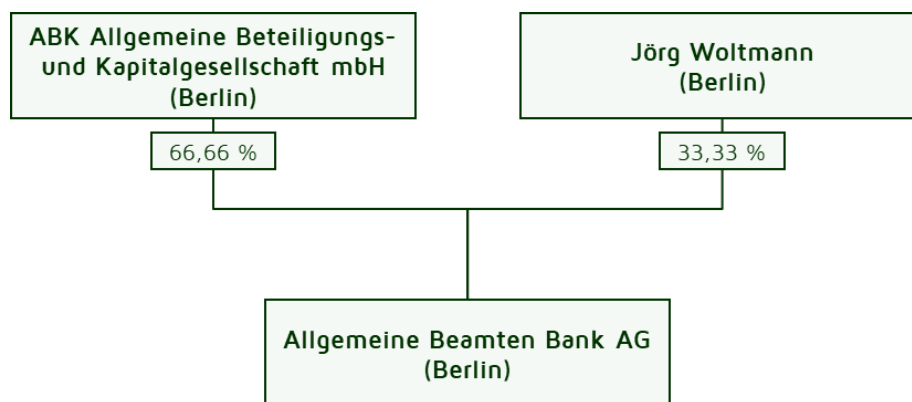 ABK Allgemeine Beteiligungs-
und Kapitalgesellschaft mbH
(Berlin)
Jörg Woltmann
(Berlin)
66,66 %
33,33 %
Allgemeine Beamten Bank AG
(Berlin)